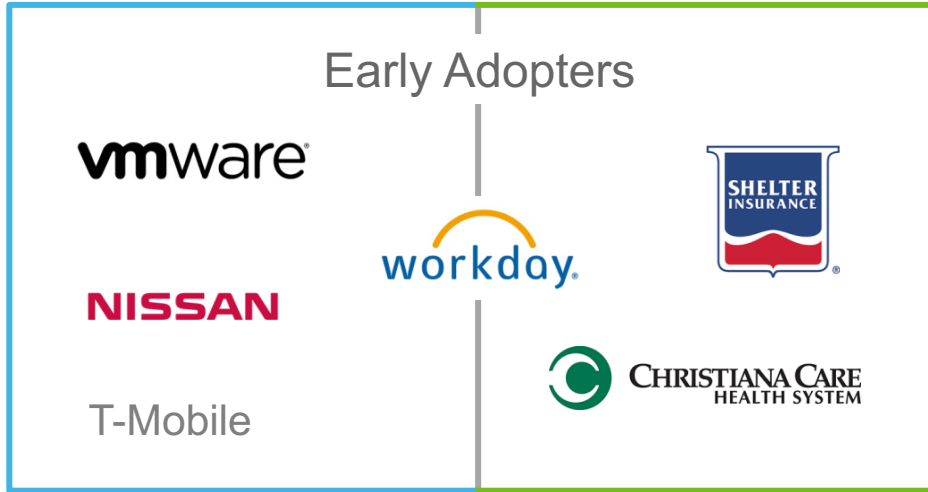 Early Adopters
vmware®
NISSAN
T-Mobile
workday®
SHELTER
INSURANCE
®
CHRISTIANA CARE
HEALTH SYSTEM